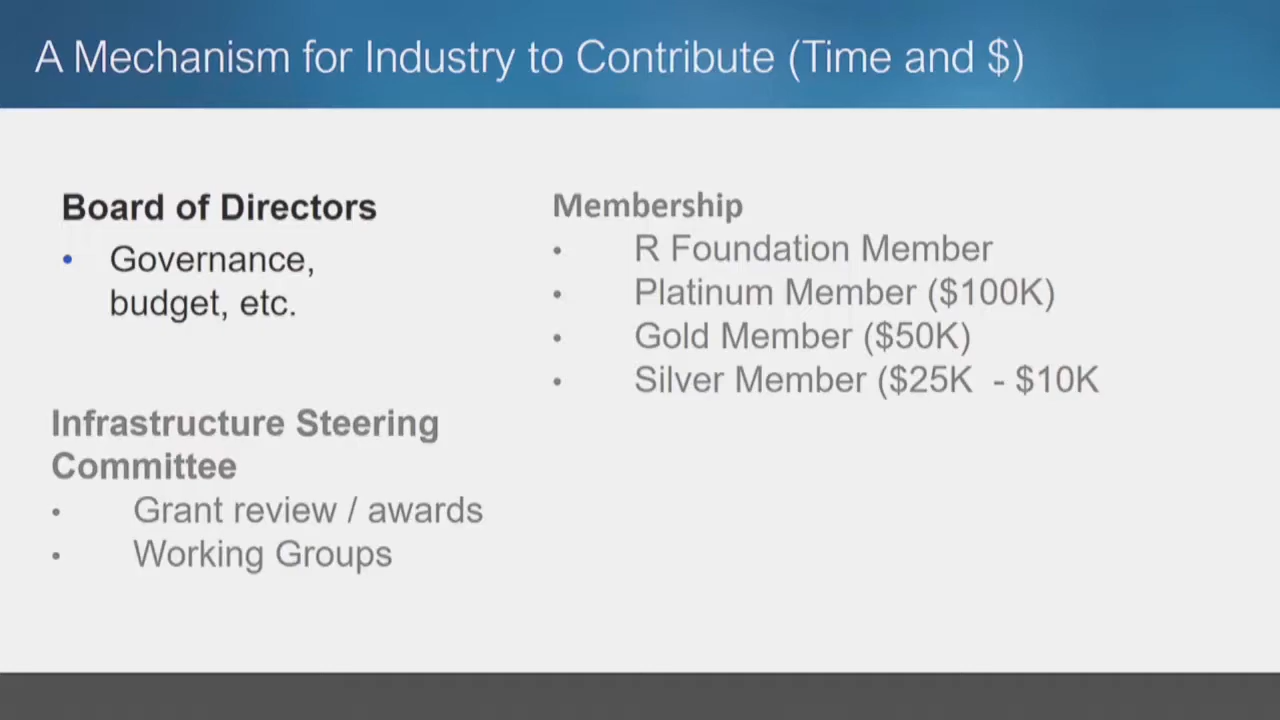 A Mechanism for Industry to Contribute (Time and $)
Board of Directors
• Governance,
budget, etc.
Infrastructure Steering
Committee
• Grant review / awards
• Working Groups
Membership
• R Foundation Member
• Platinum Member ($100K)
• Gold Member ($50K)
• Silver Member ($25K - $10K